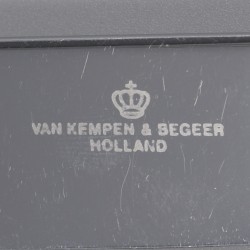 VAN KEMPEN & BEGEER
HOLLAND